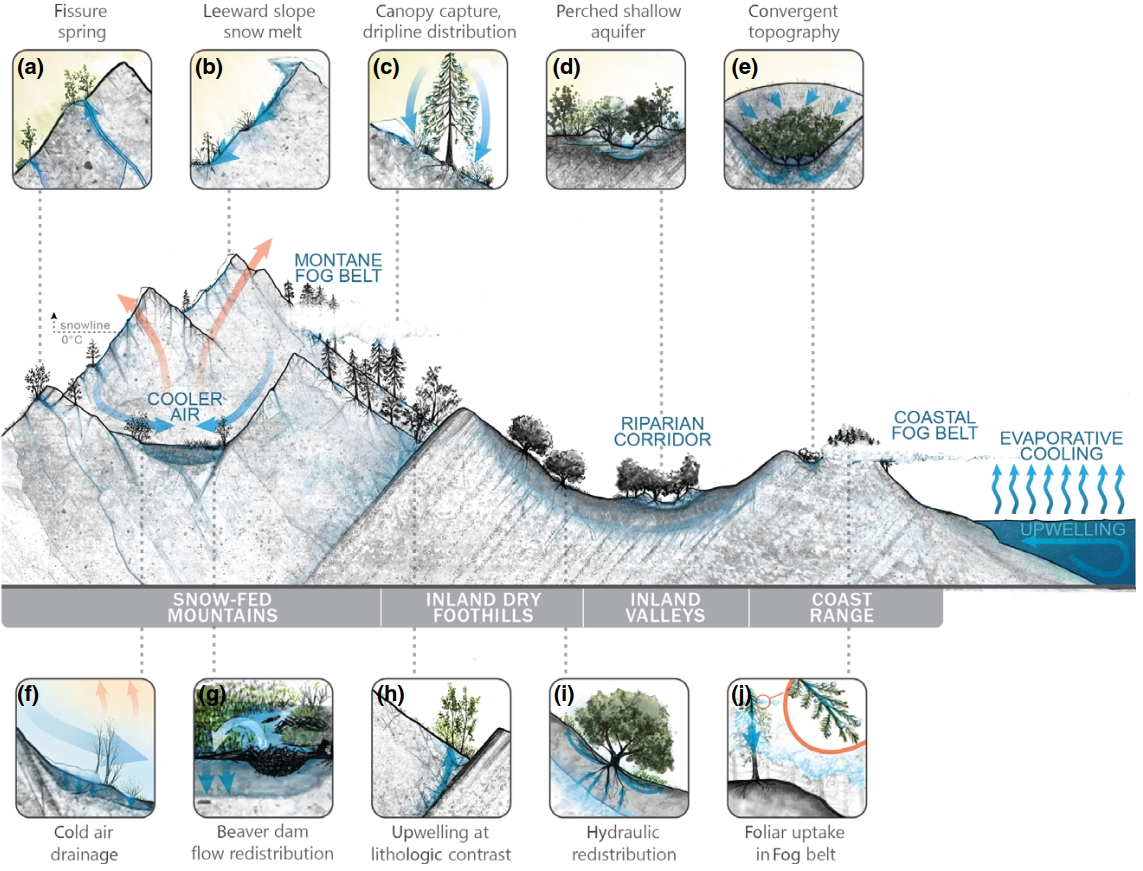 Fissure
spring
Leeward slope
snow melt
Canopy capture,
dripline distribution
Perched shallow
aquifer
Convergent
topography
(a)
(b)
(c)
(d)
(e)
MONTANE
FOG BELT
snowline
0°C
COOLER
AIR
RIPARIAN
CORRIDOR
COASTAL
FOG BELT
EVAPORATIVE
COOLING
UPWELLING
SNOW-FED
MOUNTAINS
INLAND DRY
FOOTHILLS
INLAND
VALLEYS
COAST
RANGE
(f)
(g)
(h)
(i)
(j)
Cold air
drainage
Beaver dam
flow redistribution
Upwelling at
lithologic contrast
Hydraulic
redistribution
Foliar uptake
in Fog belt